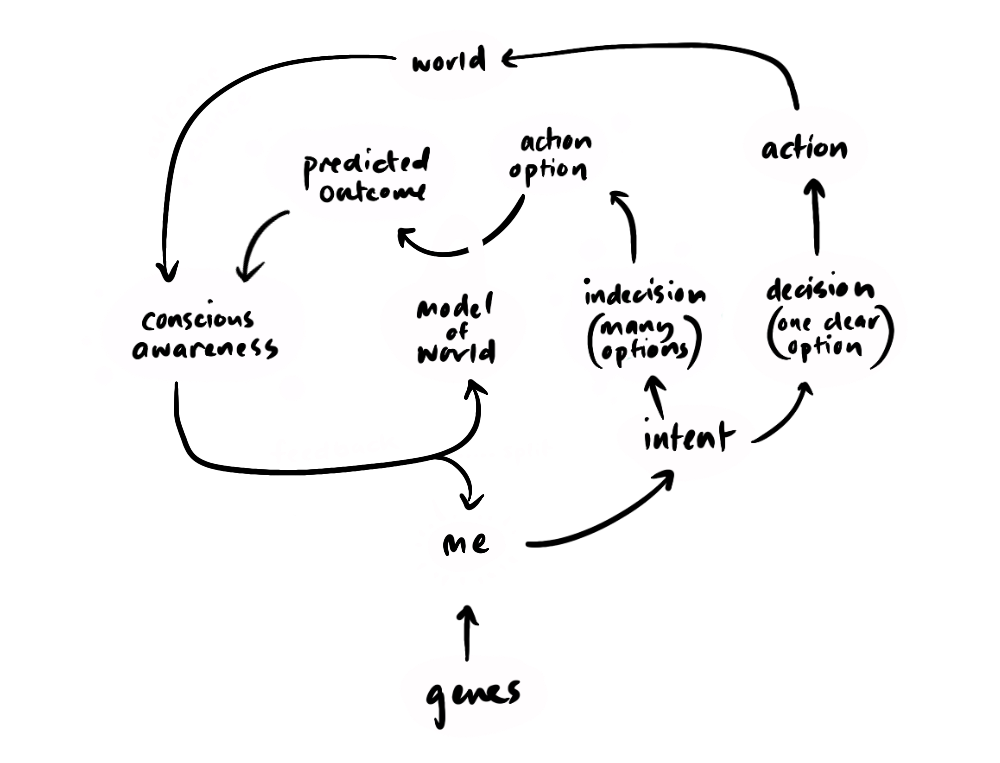 world
action
option
action
predicted
outcome
conscious
awareness
model
of
world
indecision
(many
options)
decision
(one clear
option)
intent
me
genes